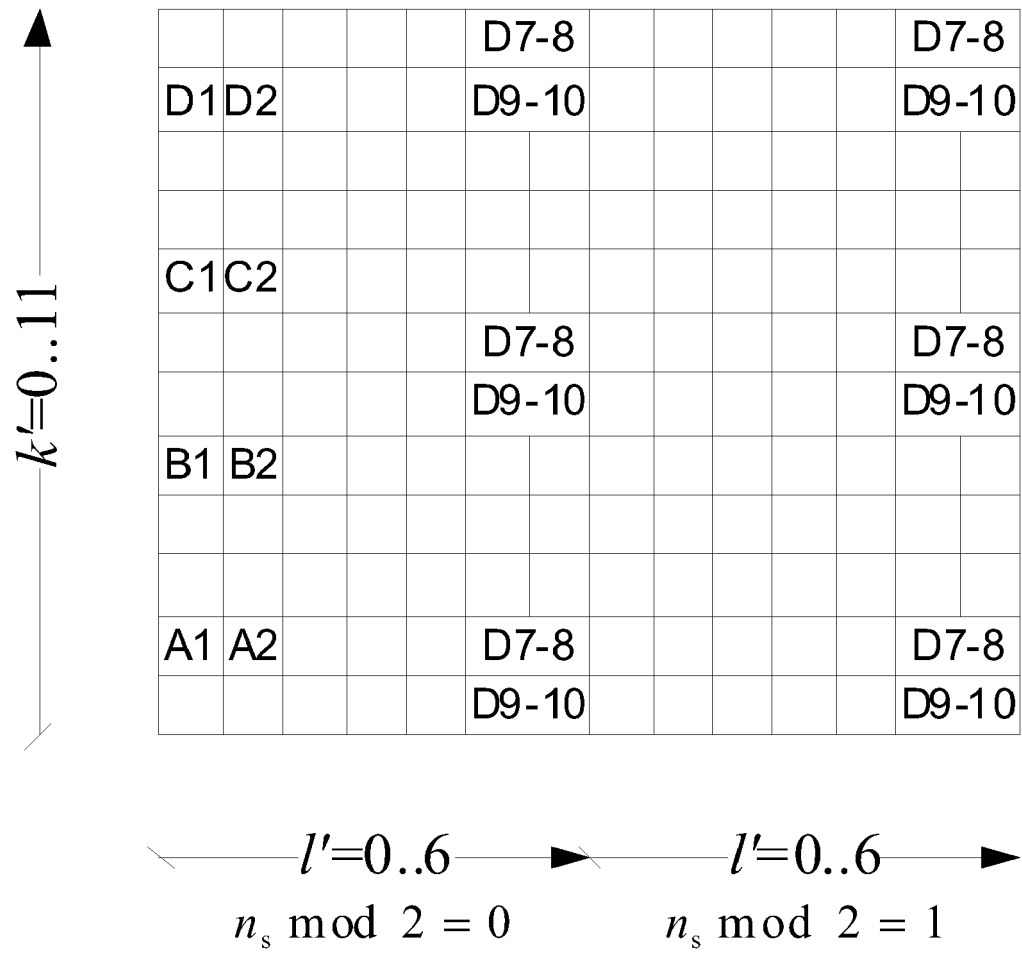 D7-8 D7-8
D1 D2 D9-10 D9-10
C1 C2
D7-8 D7-8
D9-10 D9-10
B1 B2
A1 A2 D7-8 D7-8
D9-10 D9-10
k'=0..11
l'=0..6 l'=0..6
nₛ mod 2 = 0 nₛ mod 2 = 1